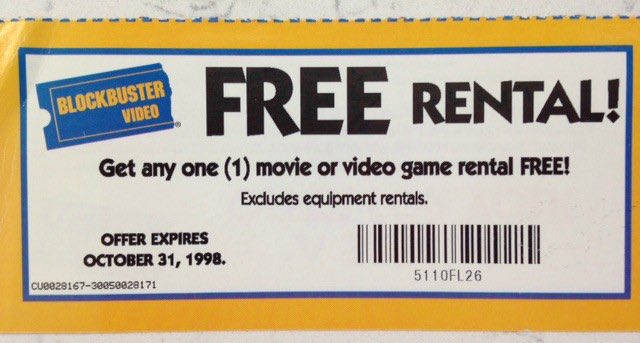 BLOCKBUSTER
VIDEO®
FREE RENTAL!
Get any one (1) movie or video game rental FREE!
Excludes equipment rentals.
OFFER EXPIRES
OCTOBER 31, 1998.
CU0028167-30050028171
5110FL26